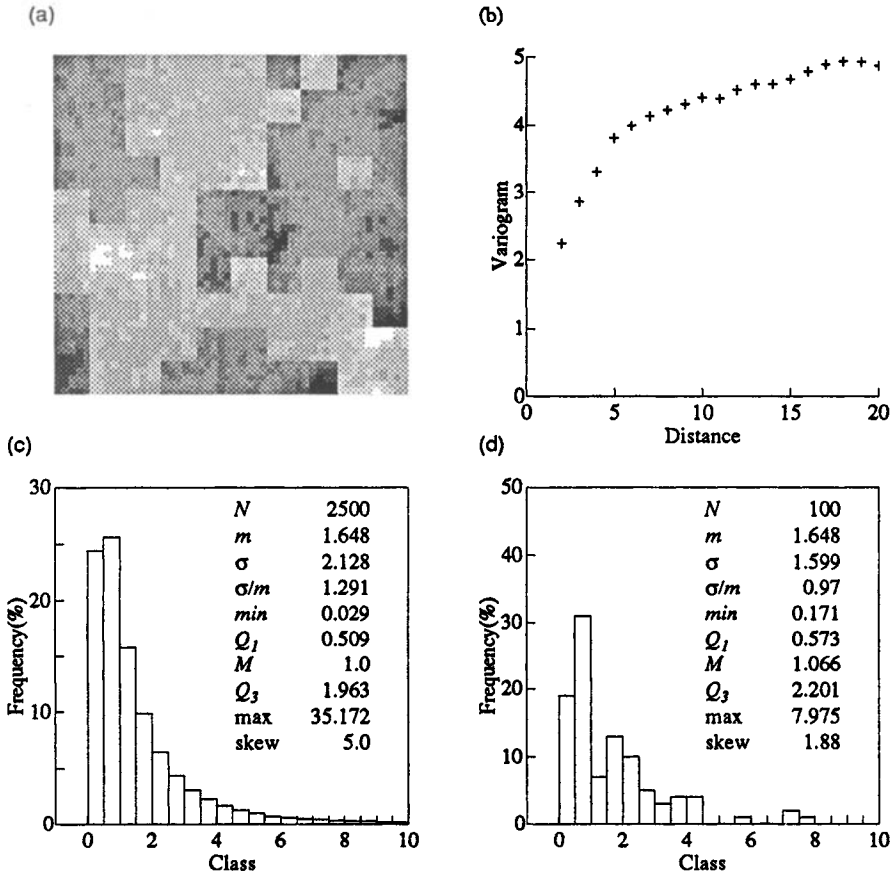 (a)
(b)
5
4
3
2
1
0
Variogram
0 5 10 15 20
Distance
(c)
30
20
10
0
Frequency(%)
N 2500
m 1.648
σ 2.128
σ/m 1.291
min 0.029
Q1 0.509
M 1.0
Q3 1.963
max 35.172
skew 5.0
0 2 4 6 8 10
Class
(d)
50
40
30
20
10
0
Frequency(%)
N 100
m 1.648
σ 1.599
σ/m 0.97
min 0.171
Q1 0.573
M 1.066
Q3 2.201
max 7.975
skew 1.88
0 2 4 6 8 10
Class